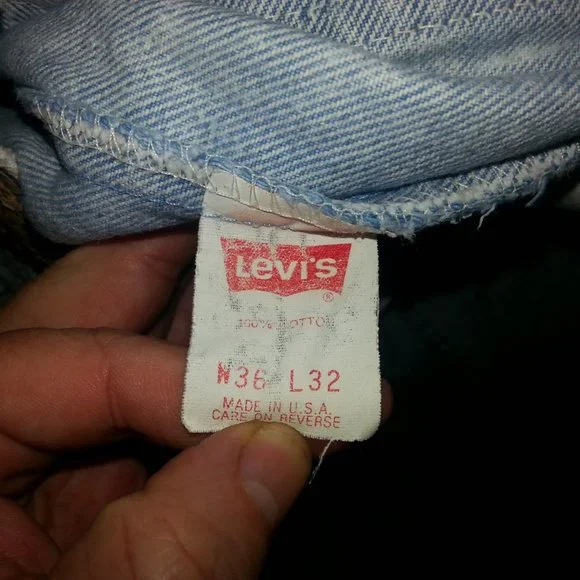 Levi's
®
100% COTTON
W36 L32
MADE IN U.S.A.
CARE ON REVERSE